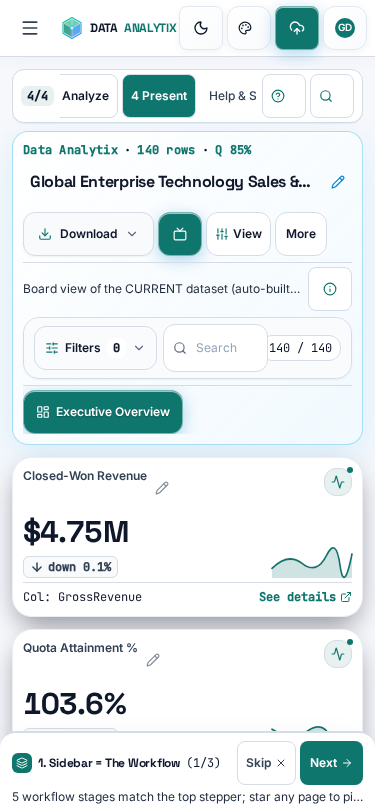 DATA ANALYTIX GD
4/4 Analyze 4 Present Help & S
Data Analytix · 140 rows · Q 85%
Global Enterprise Technology Sales &...
Download View More
Board view of the CURRENT dataset (auto-built...
Filters 0 Search 140 / 140
Executive Overview
Closed-Won Revenue
$4.75M
↓ down 0.1%
Col: GrossRevenue See details
Quota Attainment %
103.6%
1. Sidebar = The Workflow (1/3) Skip × Next →
5 workflow stages match the top stepper; star any page to pi...